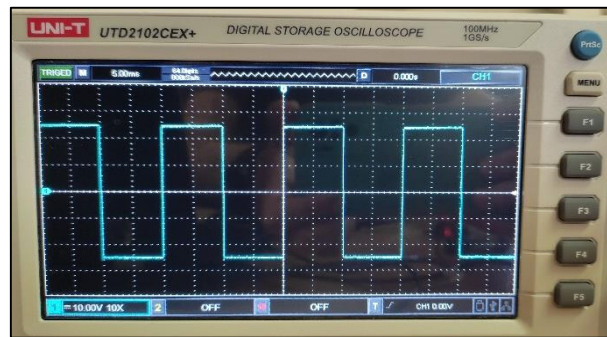 UNI-T UTD2102CEX+ DIGITAL STORAGE OSCILLOSCOPE 100MHz
1GS/s
PrtSc
TRIGED M 5.00ms D 0.000s CH1
MENU
F1
F2
F3
F4
F5
1 10.00V 10X 2 OFF OFF T CH1 0.00V